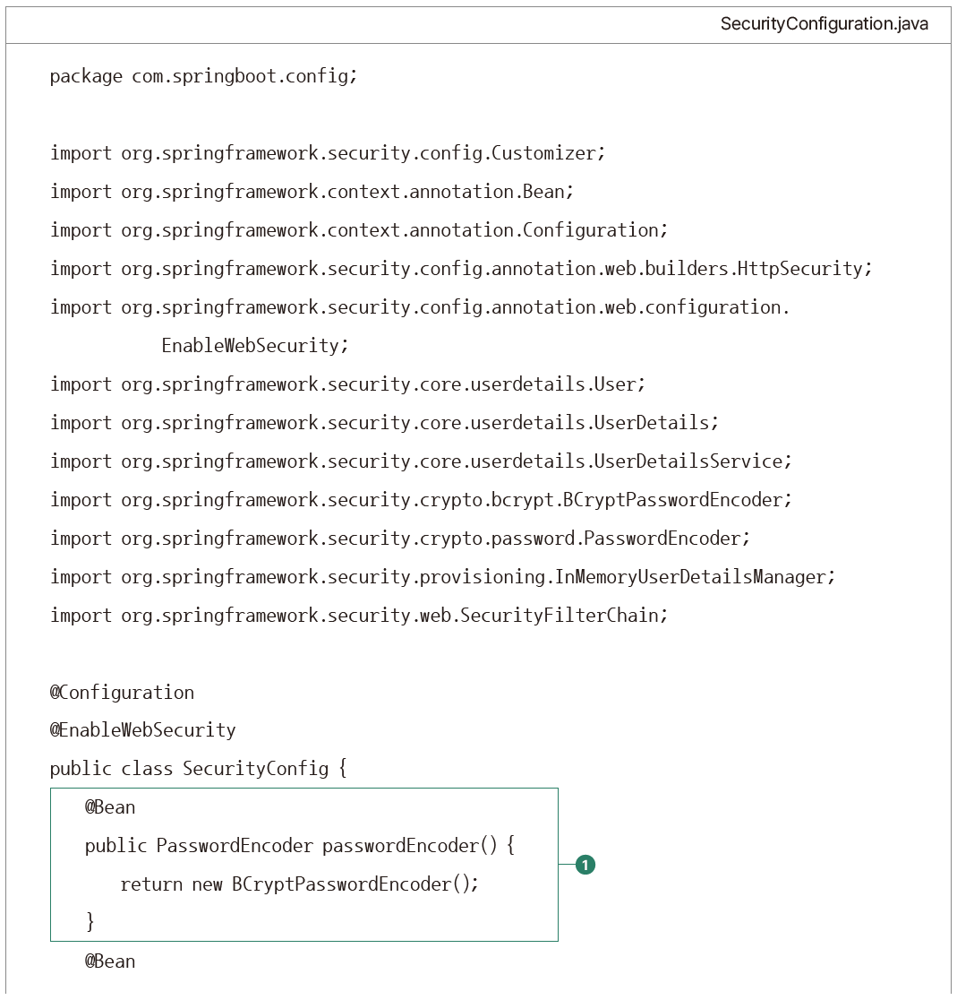 SecurityConfiguration.java
package com.springboot.config;
import org.springframework.security.config.Customizer;
import org.springframework.context.annotation.Bean;
import org.springframework.context.annotation.Configuration;
import org.springframework.security.config.annotation.web.builders.HttpSecurity;
import org.springframework.security.config.annotation.web.configuration.
EnableWebSecurity;
import org.springframework.security.core.userdetails.User;
import org.springframework.security.core.userdetails.UserDetails;
import org.springframework.security.core.userdetails.UserDetailsService;
import org.springframework.security.crypto.bcrypt.BCryptPasswordEncoder;
import org.springframework.security.crypto.password.PasswordEncoder;
import org.springframework.security.provisioning.InMemoryUserDetailsManager;
import org.springframework.security.web.SecurityFilterChain;
@Configuration
@EnableWebSecurity
public class SecurityConfig {
@Bean
public PasswordEncoder passwordEncoder() {
1
return new BCryptPasswordEncoder();
}
@Bean